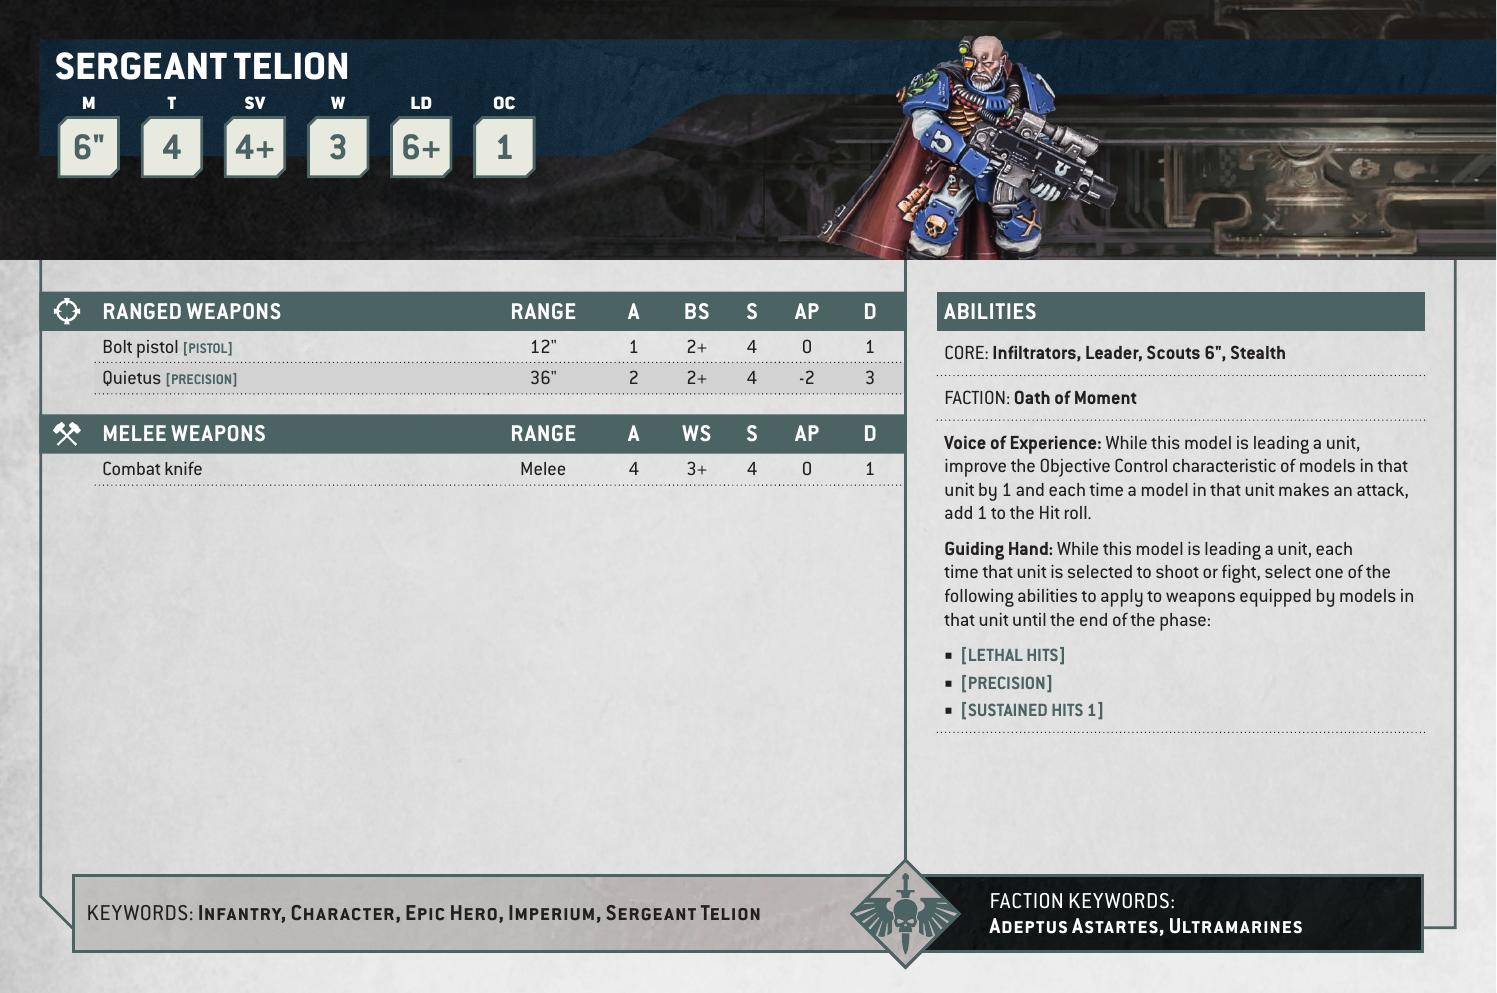 SERGEANT TELION
M T SV W LD OC
6" 4 4+ 3 6+ 1
RANGED WEAPONS RANGE A BS S AP D
Bolt pistol [PISTOL] 12" 1 2+ 4 0 1
Quietus [PRECISION] 36" 2 2+ 4 -2 3
MELEE WEAPONS RANGE A WS S AP D
Combat knife Melee 4 3+ 4 0 1
ABILITIES
CORE: Infiltrators, Leader, Scouts 6", Stealth
FACTION: Oath of Moment
Voice of Experience: While this model is leading a unit,
improve the Objective Control characteristic of models in that
unit by 1 and each time a model in that unit makes an attack,
add 1 to the Hit roll.
Guiding Hand: While this model is leading a unit, each
time that unit is selected to shoot or fight, select one of the
following abilities to apply to weapons equipped by models in
that unit until the end of the phase:
▪ [LETHAL HITS]
▪ [PRECISION]
▪ [SUSTAINED HITS 1]
KEYWORDS: INFANTRY, CHARACTER, EPIC HERO, IMPERIUM, SERGEANT TELION
FACTION KEYWORDS:
ADEPTUS ASTARTES, ULTRAMARINES